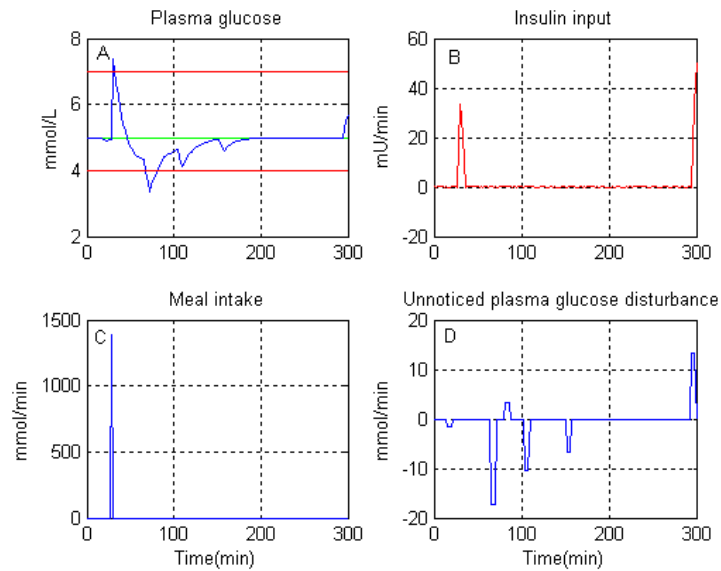 Plasma glucose
A
mmol/L
8
6
4
2
0 100 200 300
Insulin input
B
mU/min
60
40
20
0
-20
0 100 200 300
Meal intake
C
mmol/min
1500
1000
500
0
0 100 200 300
Time(min)
Unnoticed plasma glucose disturbance
D
mmol/min
20
10
0
-10
-20
0 100 200 300
Time(min)